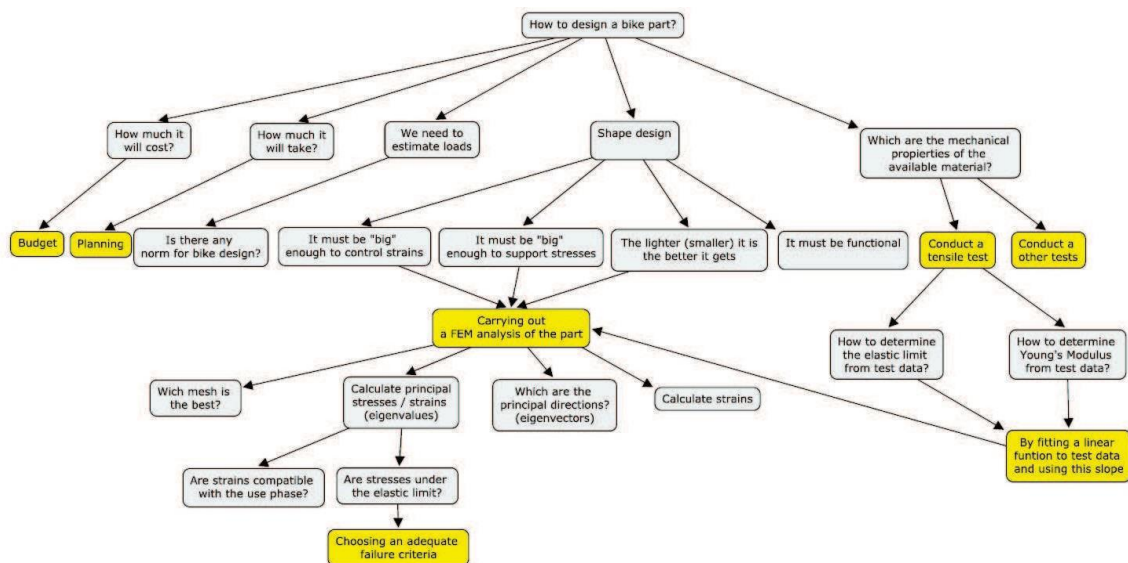 How to design a bike part?
How much it
will cost?
How much it
will take?
We need to
estimate loads
Shape design
Which are the mechanical
propierties of the
available material?
Budget
Planning
Is there any
norm for bike design?
It must be "big"
enough to control strains
It must be "big"
enough to support stresses
The lighter (smaller) it is
the better it gets
It must be functional
Conduct a
tensile test
Conduct a
other tests
Carrying out
a FEM analysis of the part
How to determine
the elastic limit
from test data?
How to determine
Young's Modulus
from test data?
Wich mesh is
the best?
Calculate principal
stresses / strains
(eigenvalues)
Which are the
principal directions?
(eigenvectors)
Calculate strains
By fitting a linear
funtion to test data
and using this slope
Are strains compatible
with the use phase?
Are stresses under
the elastic limit?
Choosing an adequate
failure criteria